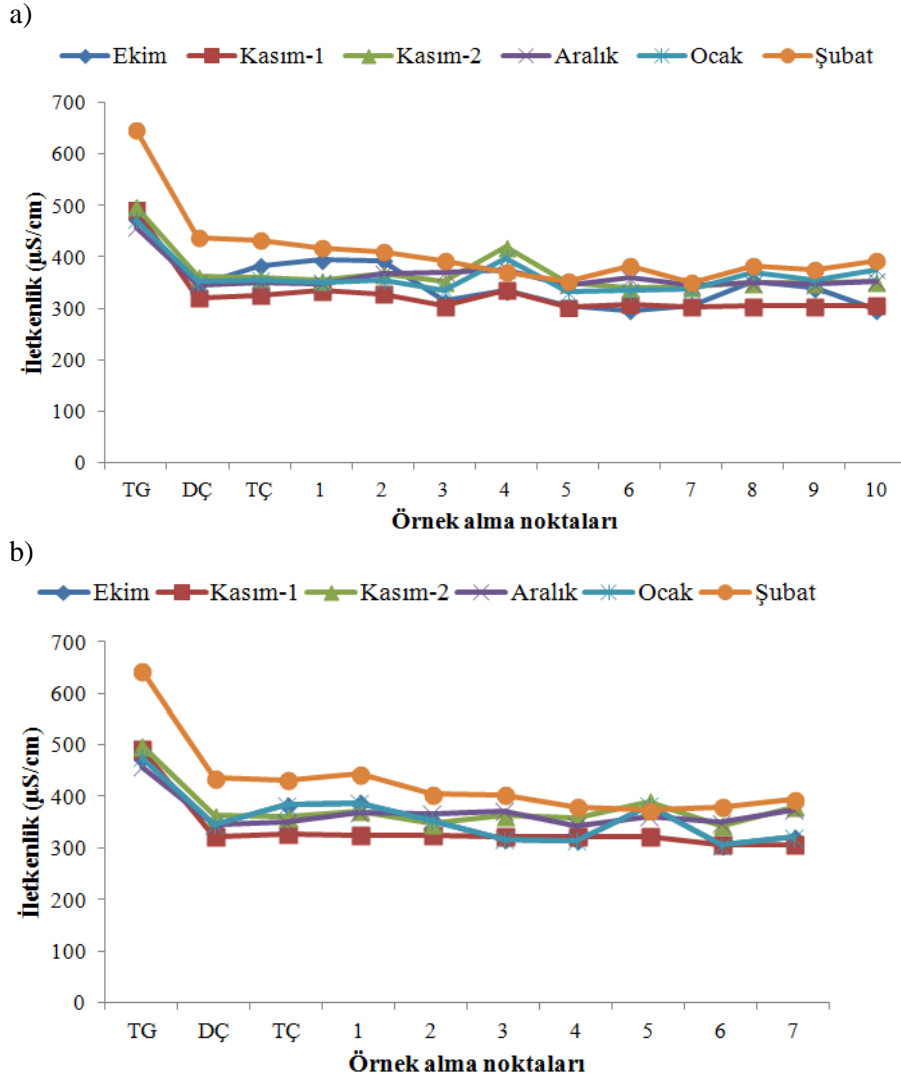 a)
Ekim Kasım-1 Kasım-2 Aralık Ocak Şubat
700
600
500
400
300
200
100
0
İletkenlik (µS/cm)
TG DÇ TÇ 1 2 3 4 5 6 7 8 9 10
Örnek alma noktaları
b)
Ekim Kasım-1 Kasım-2 Aralık Ocak Şubat
700
600
500
400
300
200
100
0
İletkenlik (µS/cm)
TG DÇ TÇ 1 2 3 4 5 6 7
Örnek alma noktaları